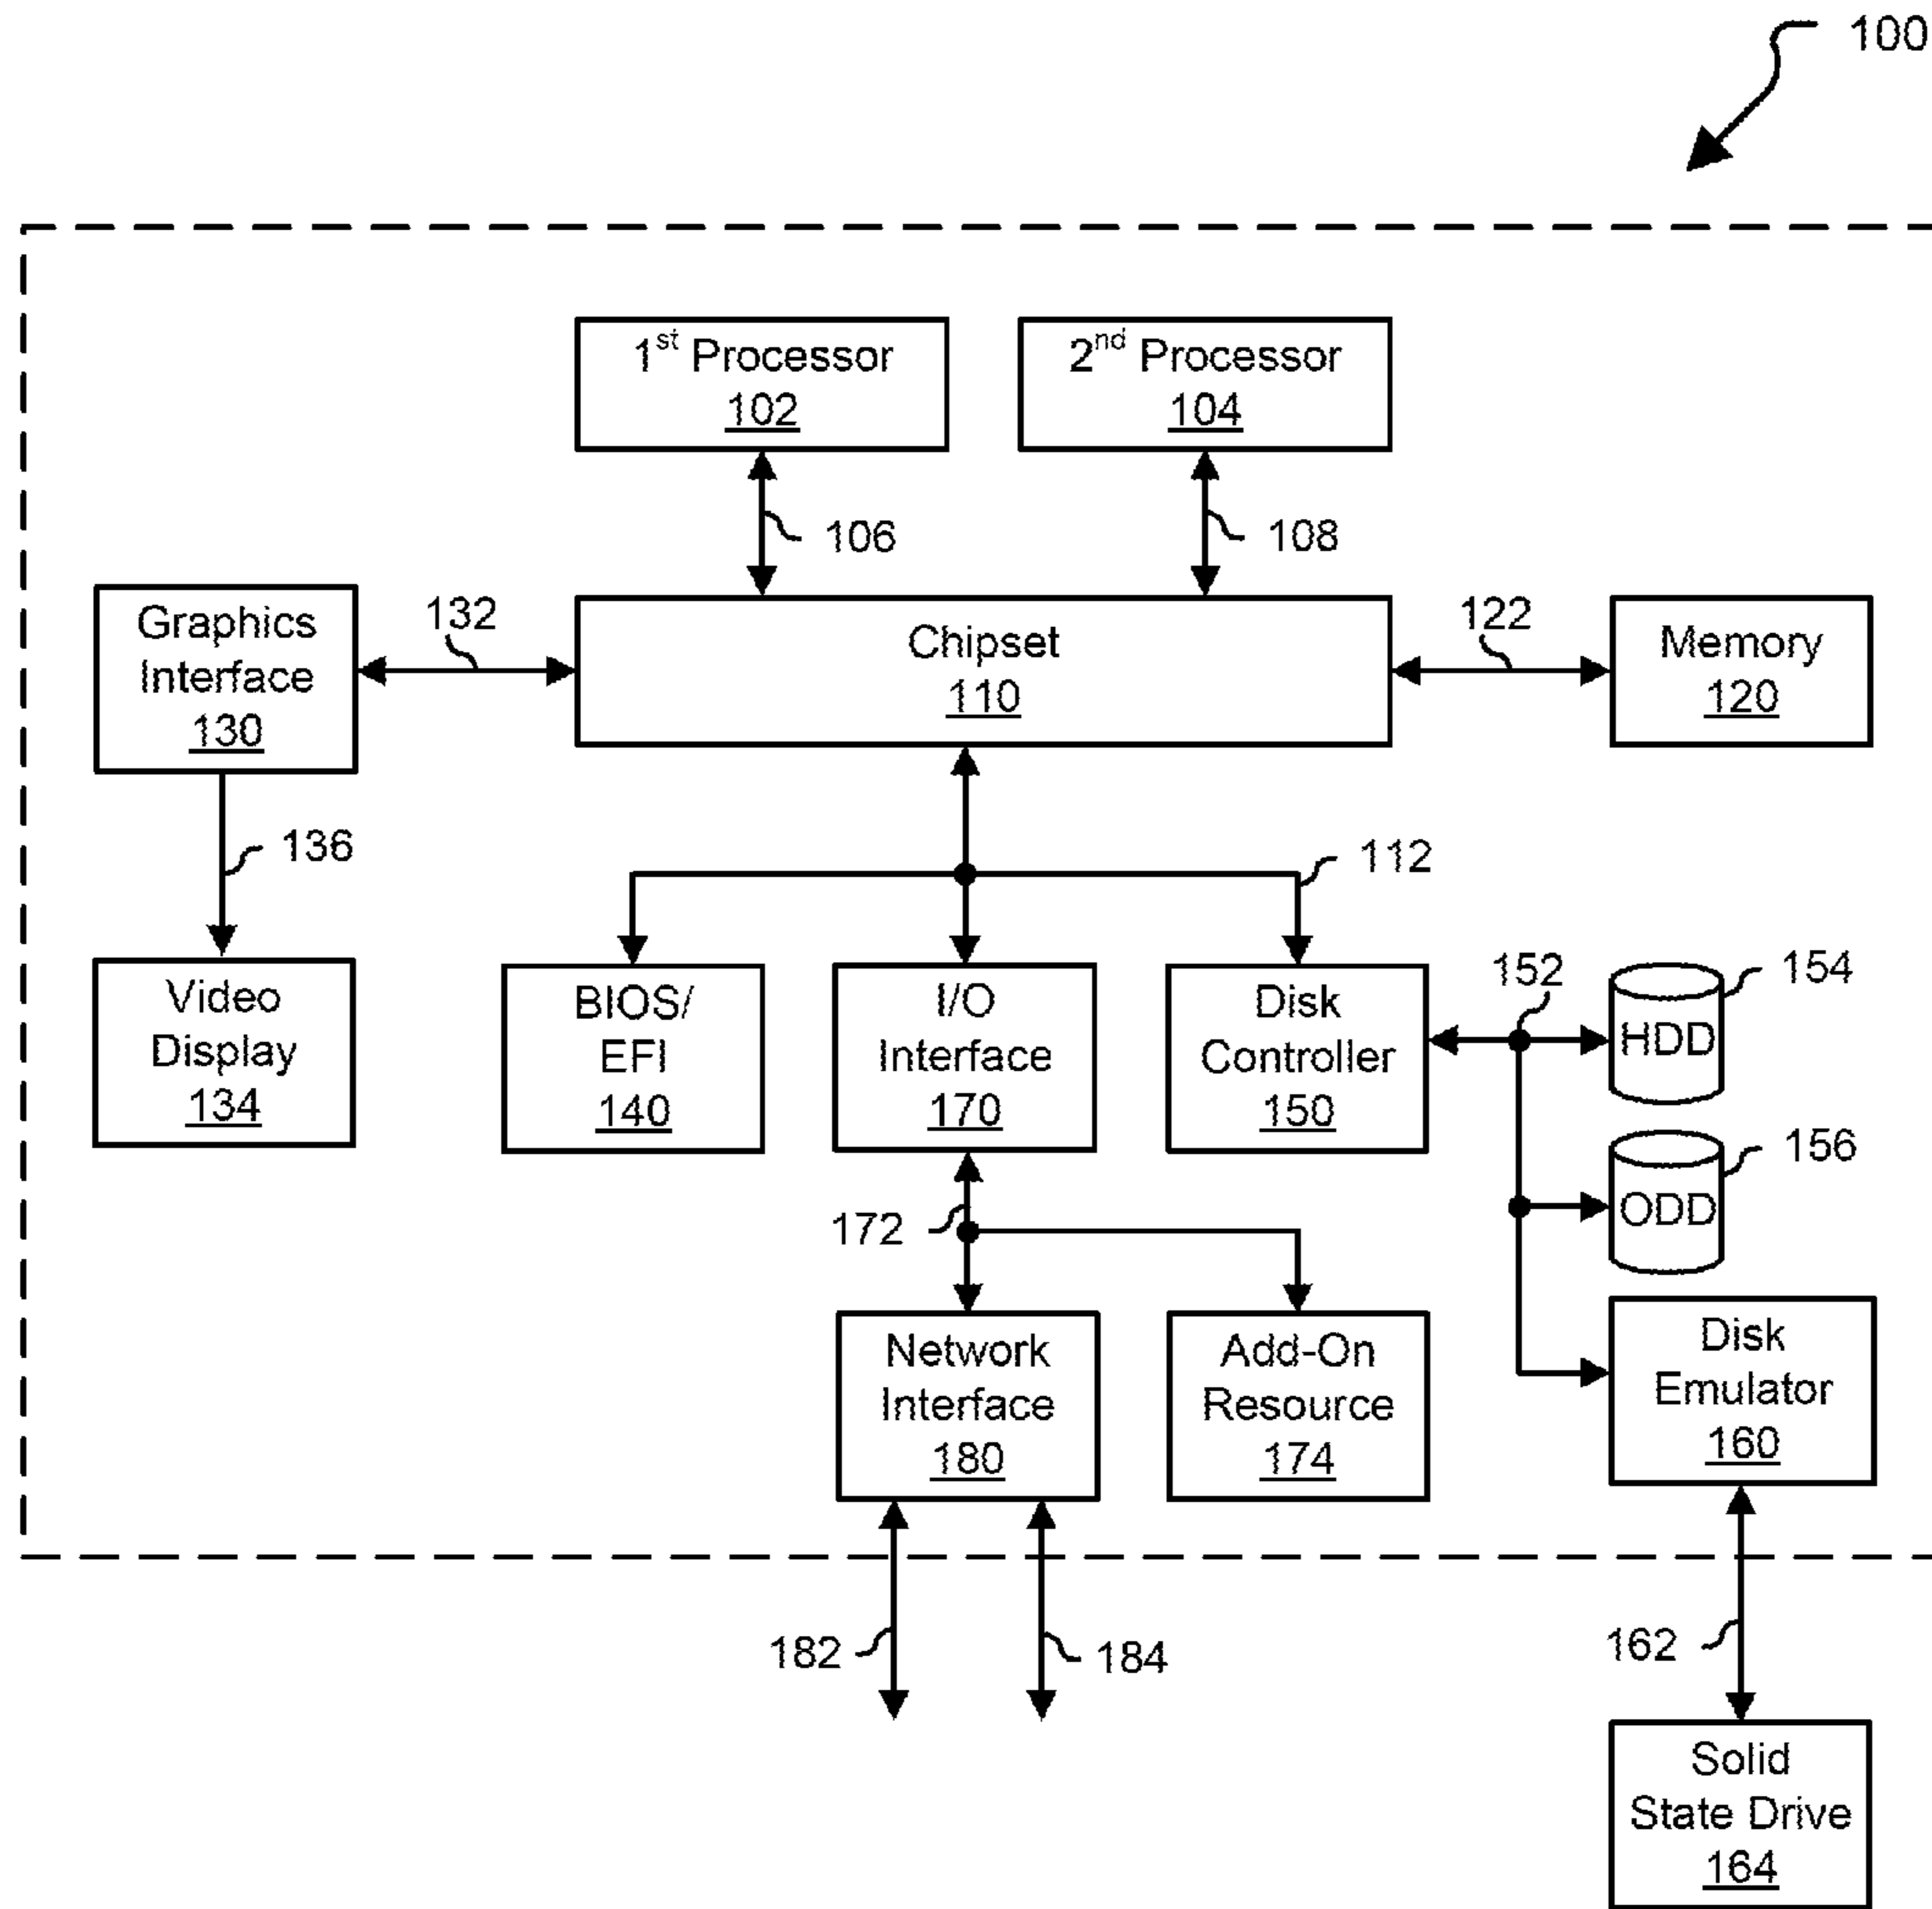 100
1st Processor
102
2nd Processor
104
106
108
Graphics
Interface
130
132
Chipset
110
122
Memory
120
136
112
Video
Display
134
BIOS/
EFI
140
I/O
Interface
170
Disk
Controller
150
152
HDD
154
ODD
156
172
Network
Interface
180
Add-On
Resource
174
Disk
Emulator
160
182
184
162
Solid
State Drive
164